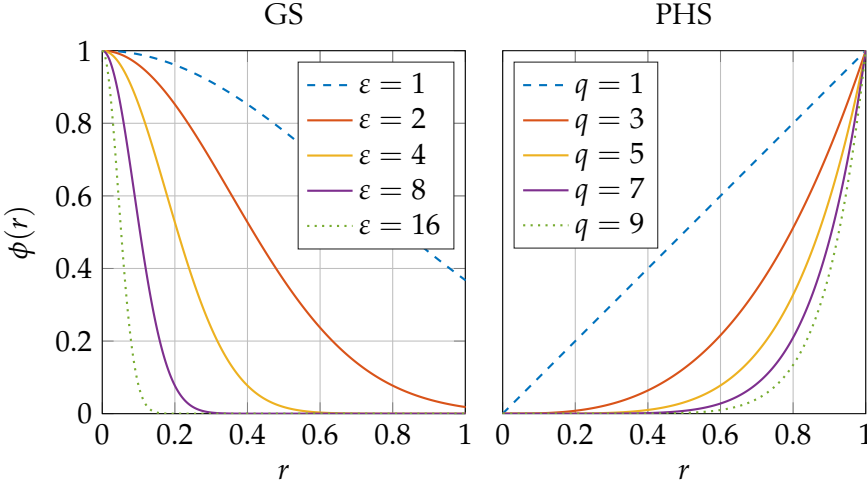 GS
PHS
1
0.8
0.6
0.4
0.2
0
ϕ(r)
0 0.2 0.4 0.6 0.8 1
r
ε = 1
ε = 2
ε = 4
ε = 8
ε = 16
0 0.2 0.4 0.6 0.8 1
r
q = 1
q = 3
q = 5
q = 7
q = 9